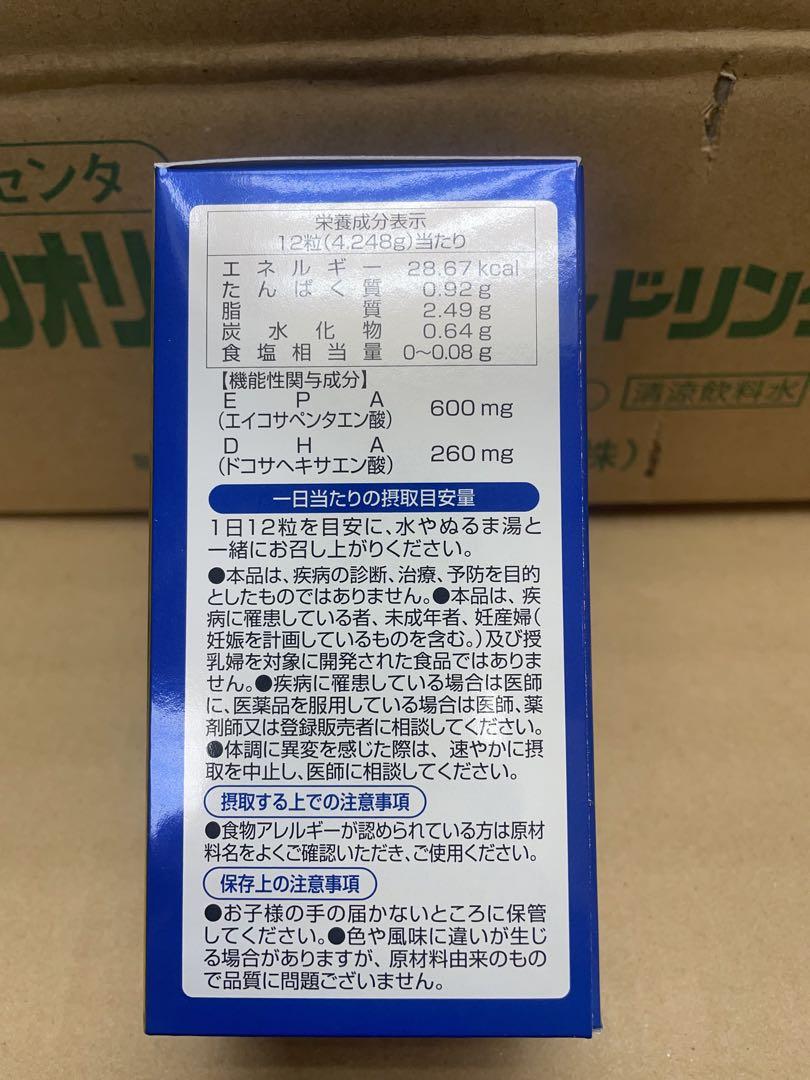 センタ
オリ
ードリン
清涼飲料水
株)
栄養成分表示
12粒(4.248g)当たり
エネルギー 28.67kcal
たんぱく質 0.92g
脂質 2.49g
炭水化物 0.64g
食塩相当量 0〜0.08g
【機能性関与成分】
EPA
(エイコサペンタエン酸) 600mg
DHA
(ドコサヘキサエン酸) 260mg
一日当たりの摂取目安量
1日12粒を目安に、水やぬるま湯と
一緒にお召し上がりください。
●本品は、疾病の診断、治療、予防を目的
としたものではありません。●本品は、疾
病に罹患している者、未成年者、妊産婦(
妊娠を計画しているものを含む。)及び授
乳婦を対象に開発された食品ではありま
せん。●疾病に罹患している場合は医師
に、医薬品を服用している場合は医師、薬
剤師又は登録販売者に相談してください。
●体調に異変を感じた際は、速やかに摂
取を中止し、医師に相談してください。
摂取する上での注意事項
●食物アレルギーが認められている方は原材
料名をよくご確認いただき、ご使用ください。
保存上の注意事項
●お子様の手の届かないところに保管
してください。●色や風味に違いが生じ
る場合がありますが、原材料由来のもの
で品質に問題ございません。